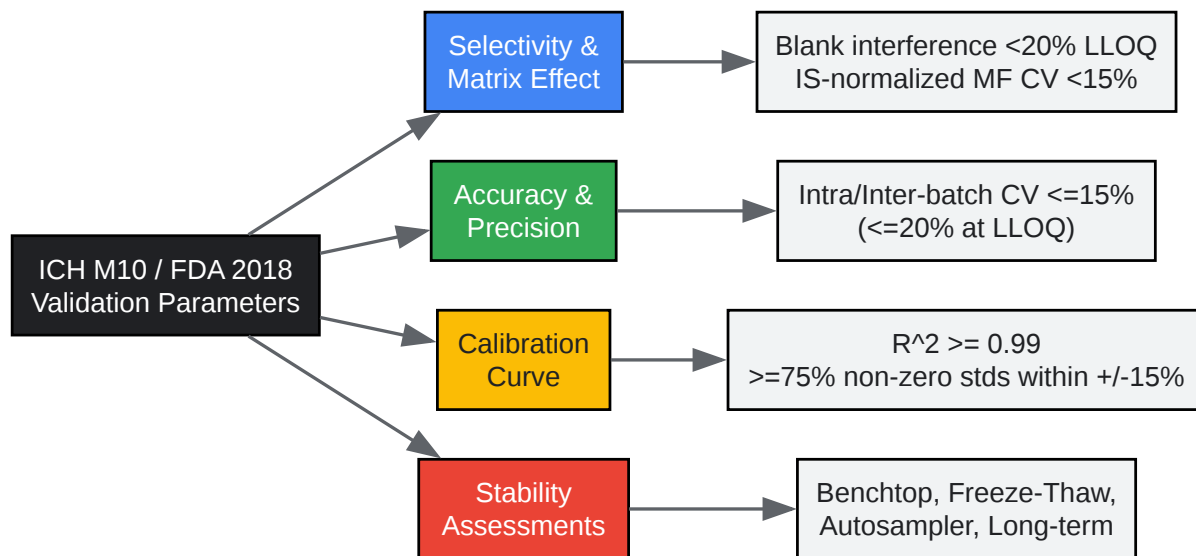 ICH M10 / FDA 2018
Validation Parameters
Selectivity &
Matrix Effect
Blank interference <20% LLOQ
IS-normalized MF CV <15%
Accuracy &
Precision
Intra/Inter-batch CV <=15%
(<=20% at LLOQ)
Calibration
Curve
R^2 >= 0.99
>=75% non-zero stds within +/-15%
Stability
Assessments
Benchtop, Freeze-Thaw,
Autosampler, Long-term